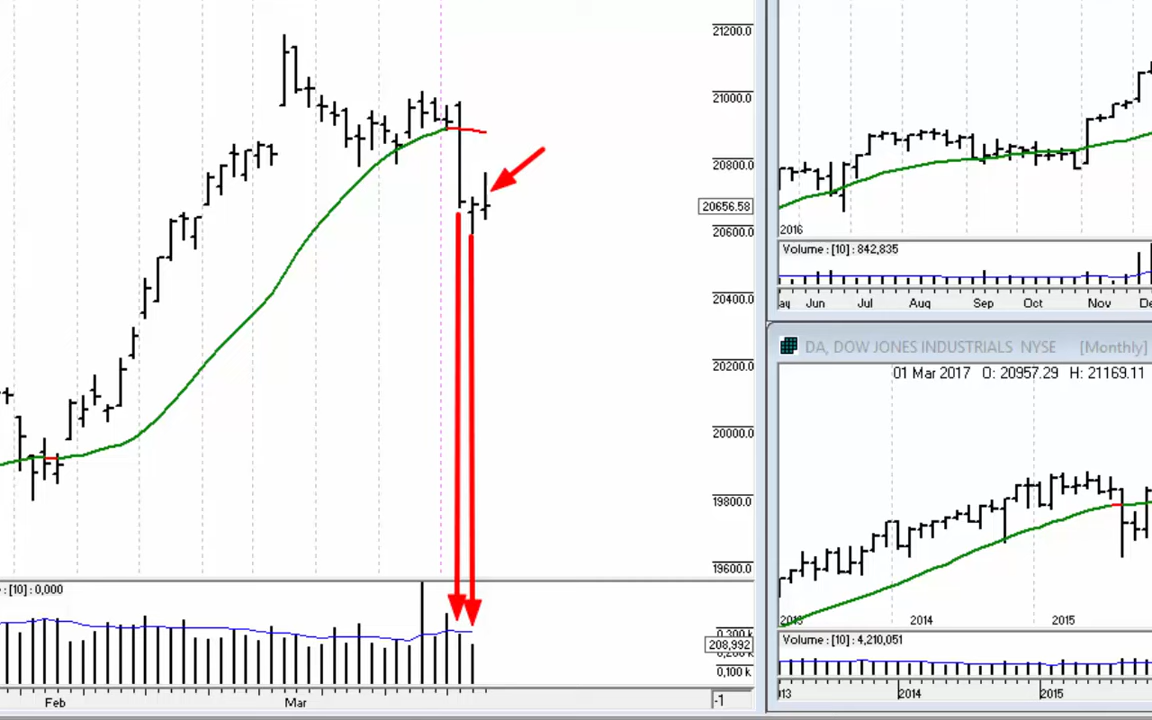 21200.0
21000.0
20800.0
20656.58
20600.0
20400.0
20200.0
20000.0
19800.0
19600.0
: [10] : 0,000
208,992
0,100 k
Feb
Mar
-1
2016
Volume : [10] : 842,835
Jun Jul Aug Sep Oct Nov
DA, DOW JONES INDUSTRIALS NYSE [Monthly]
01 Mar 2017 O: 20957.29 H: 21169.11
2014 2015
Volume : [10] : 4,210,051
2014 2015